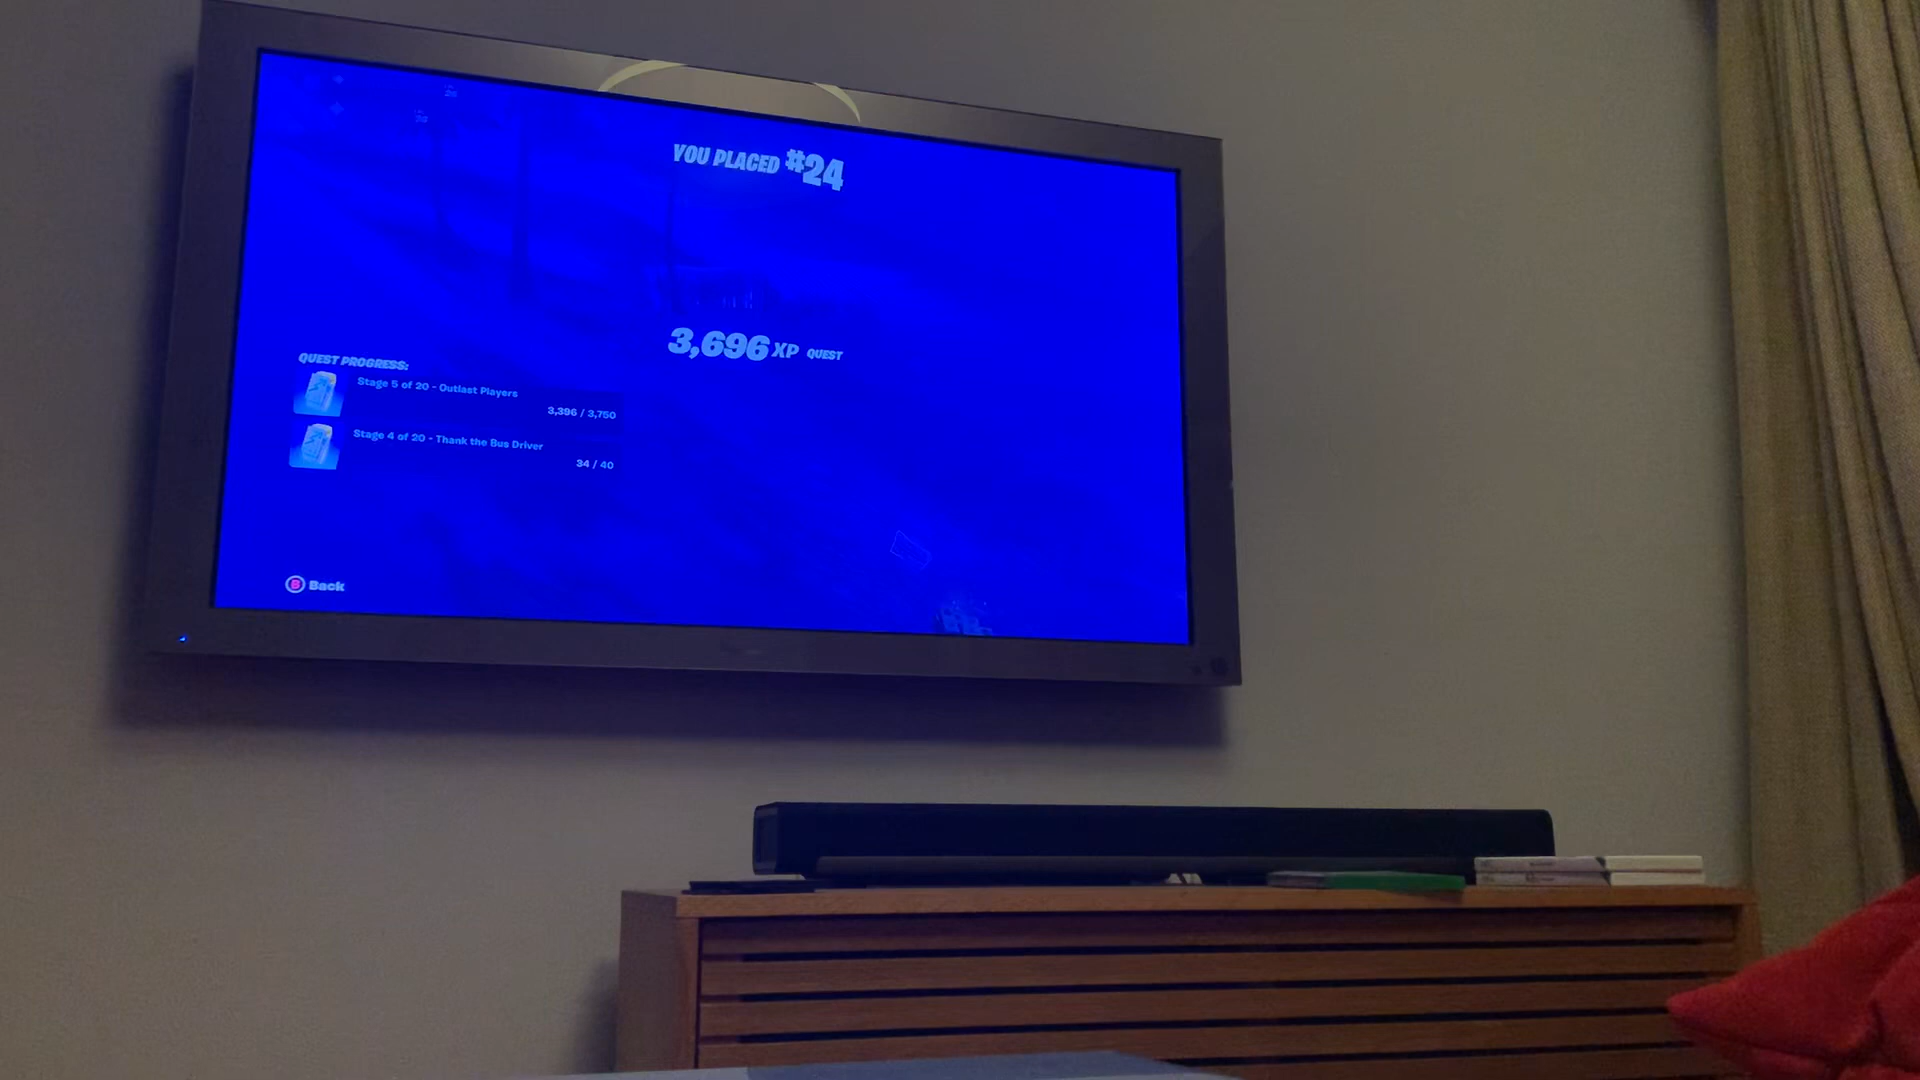 YOU PLACED #24
3,696 XP QUEST
QUEST PROGRESS:
Stage 5 of 20 - Outlast Players
3,396 / 3,750
Stage 4 of 20 - Thank the Bus Driver
34 / 40
B Back